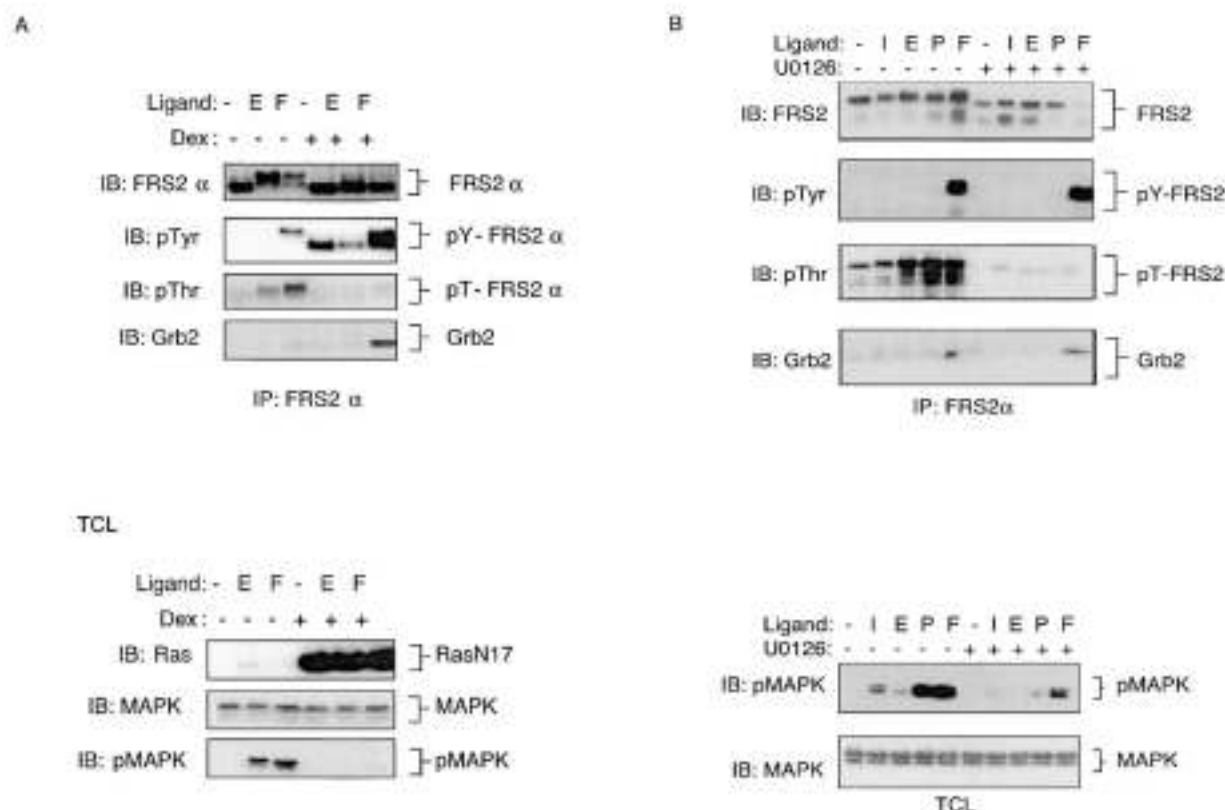 A
Ligand: - E F - E F
Dex : - - - + + +
IB: FRS2 α FRS2 α
IB: pTyr pY- FRS2 α
IB: pThr pT- FRS2 α
IB: Grb2 Grb2
IP: FRS2 α
B
Ligand: - I E P F - I E P F
U0126: - - - - - + + + + +
IB: FRS2 FRS2
IB: pTyr pY-FRS2
IB: pThr pT-FRS2
IB: Grb2 Grb2
IP: FRS2α
TCL
Ligand: - E F - E F
Dex : - - - + + +
IB: Ras RasN17
IB: MAPK MAPK
IB: pMAPK pMAPK
Ligand: - I E P F - I E P F
U0126: - - - - - + + + + +
IB: pMAPK pMAPK
IB: MAPK MAPK
TCL